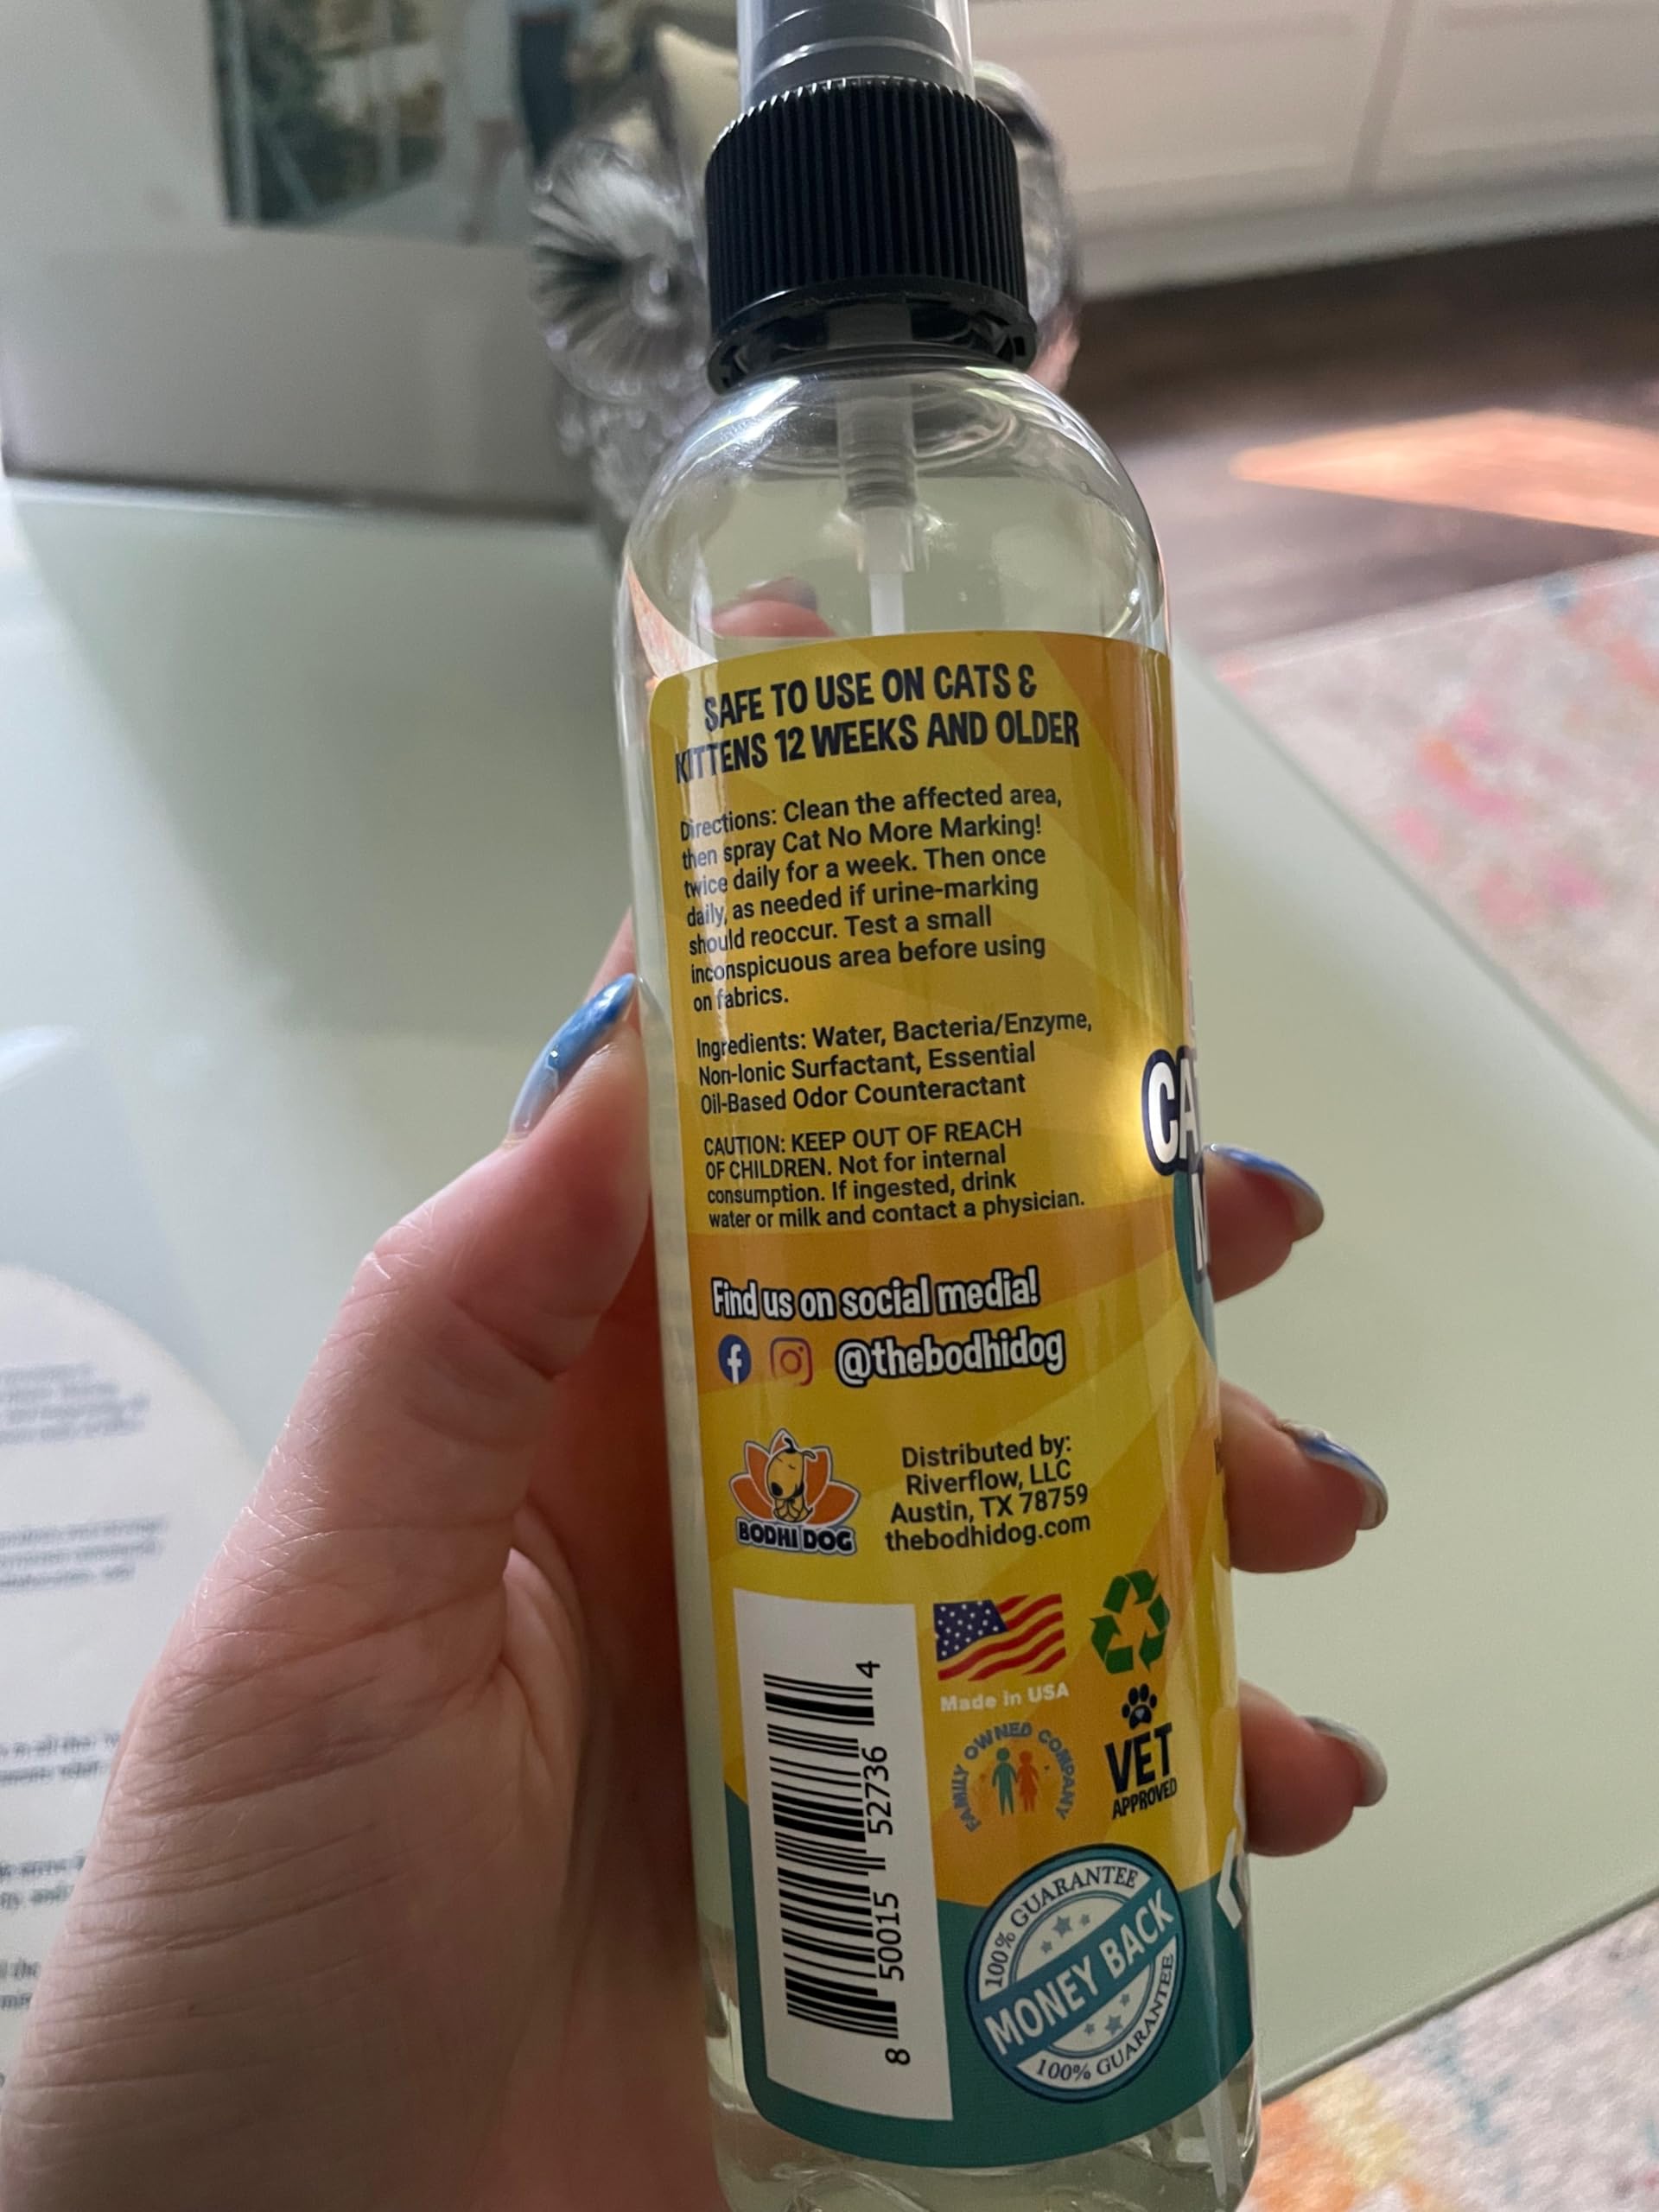 SAFE TO USE ON CATS &
KITTENS 12 WEEKS AND OLDER
Directions: Clean the affected area,
then spray Cat No More Marking!
twice daily for a week. Then once
daily, as needed if urine-marking
should reoccur. Test a small
inconspicuous area before using
on fabrics.
Ingredients: Water, Bacteria/Enzyme,
Non-Ionic Surfactant, Essential
Oil-Based Odor Counteractant
CAUTION: KEEP OUT OF REACH
OF CHILDREN. Not for internal
consumption. If ingested, drink
water or milk and contact a physician.
Find us on social media!
@thebodhidog
BODHI DOG
Distributed by:
Riverflow, LLC
Austin, TX 78759
thebodhidog.com
Made in USA
FAMILY OWNED COMPANY
VET
APPROVED
8 50015 52736 4
100% GUARANTEE
MONEY BACK
100% GUARANTEE